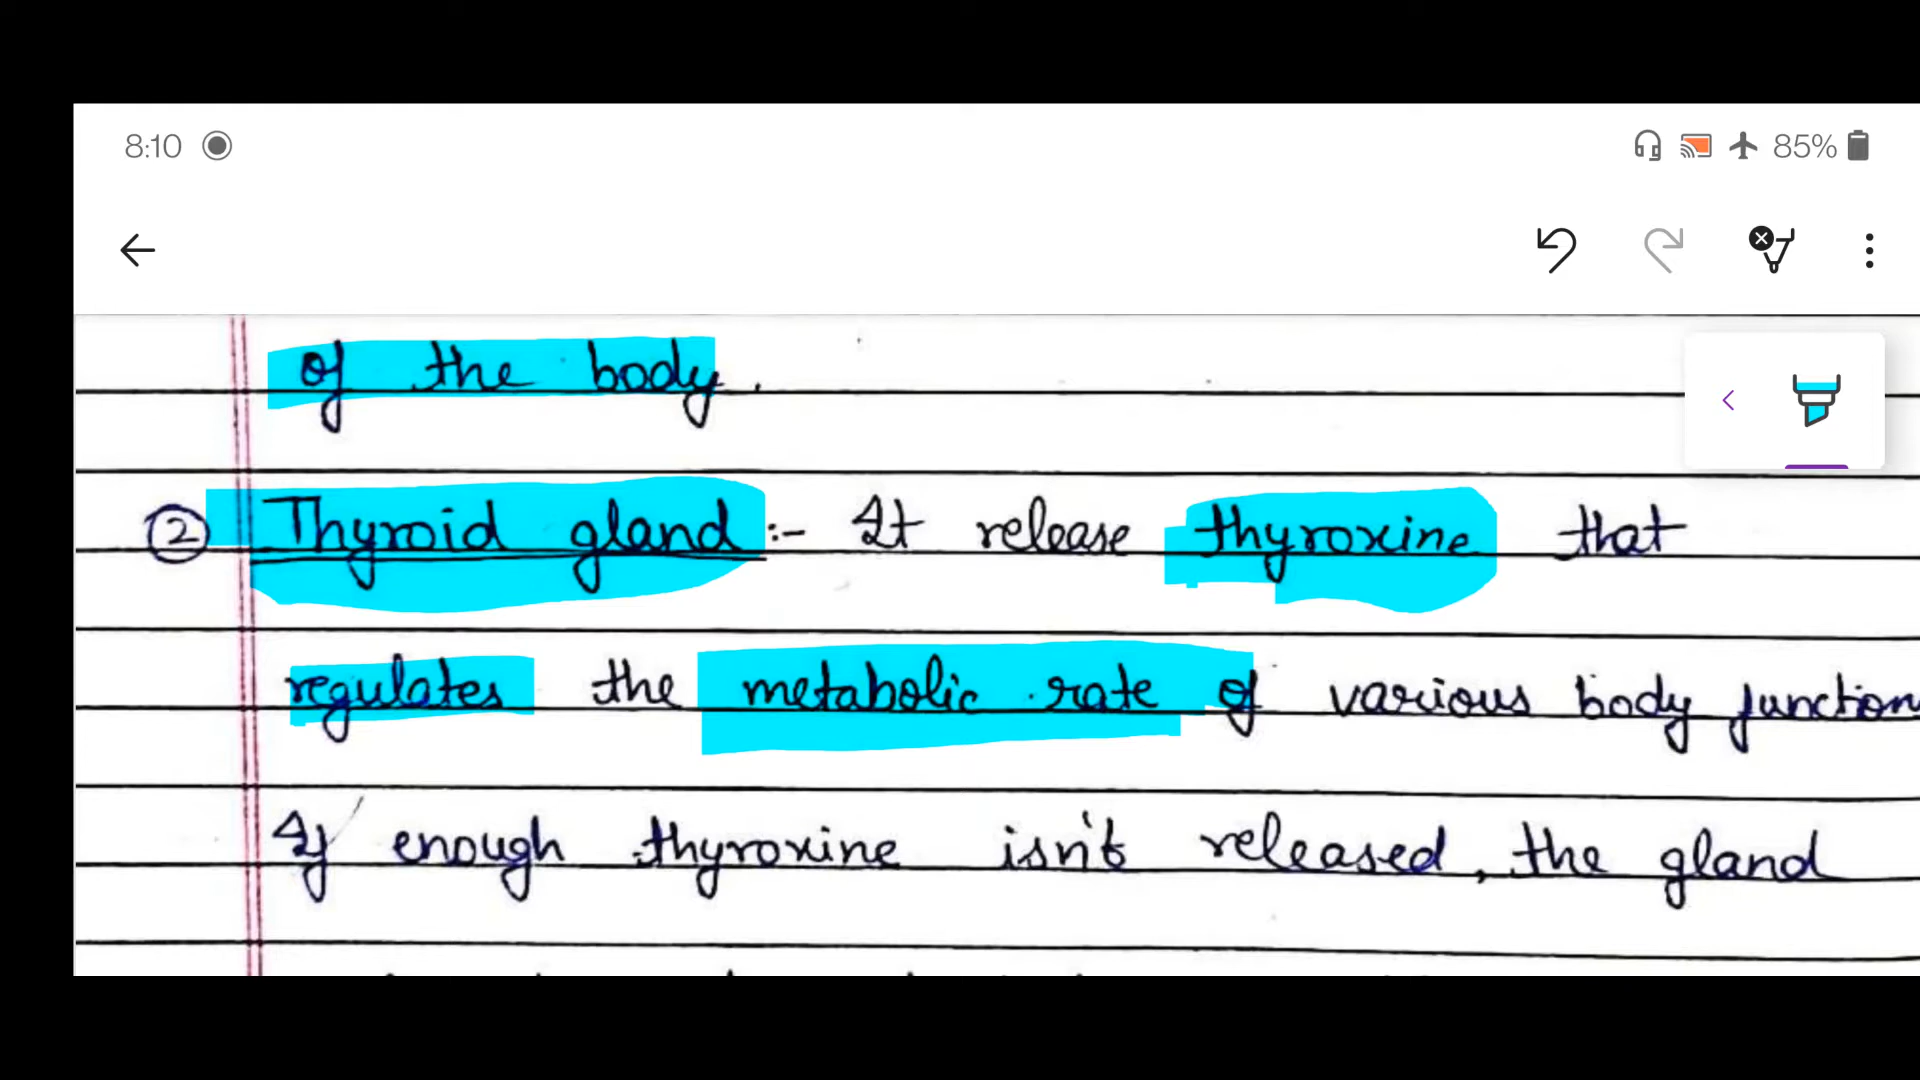 8:10 85%
of the body.
② Thyroid gland :- It release thyroxine that
regulates the metabolic rate of various body function
If enough thyroxine isn't released, the gland